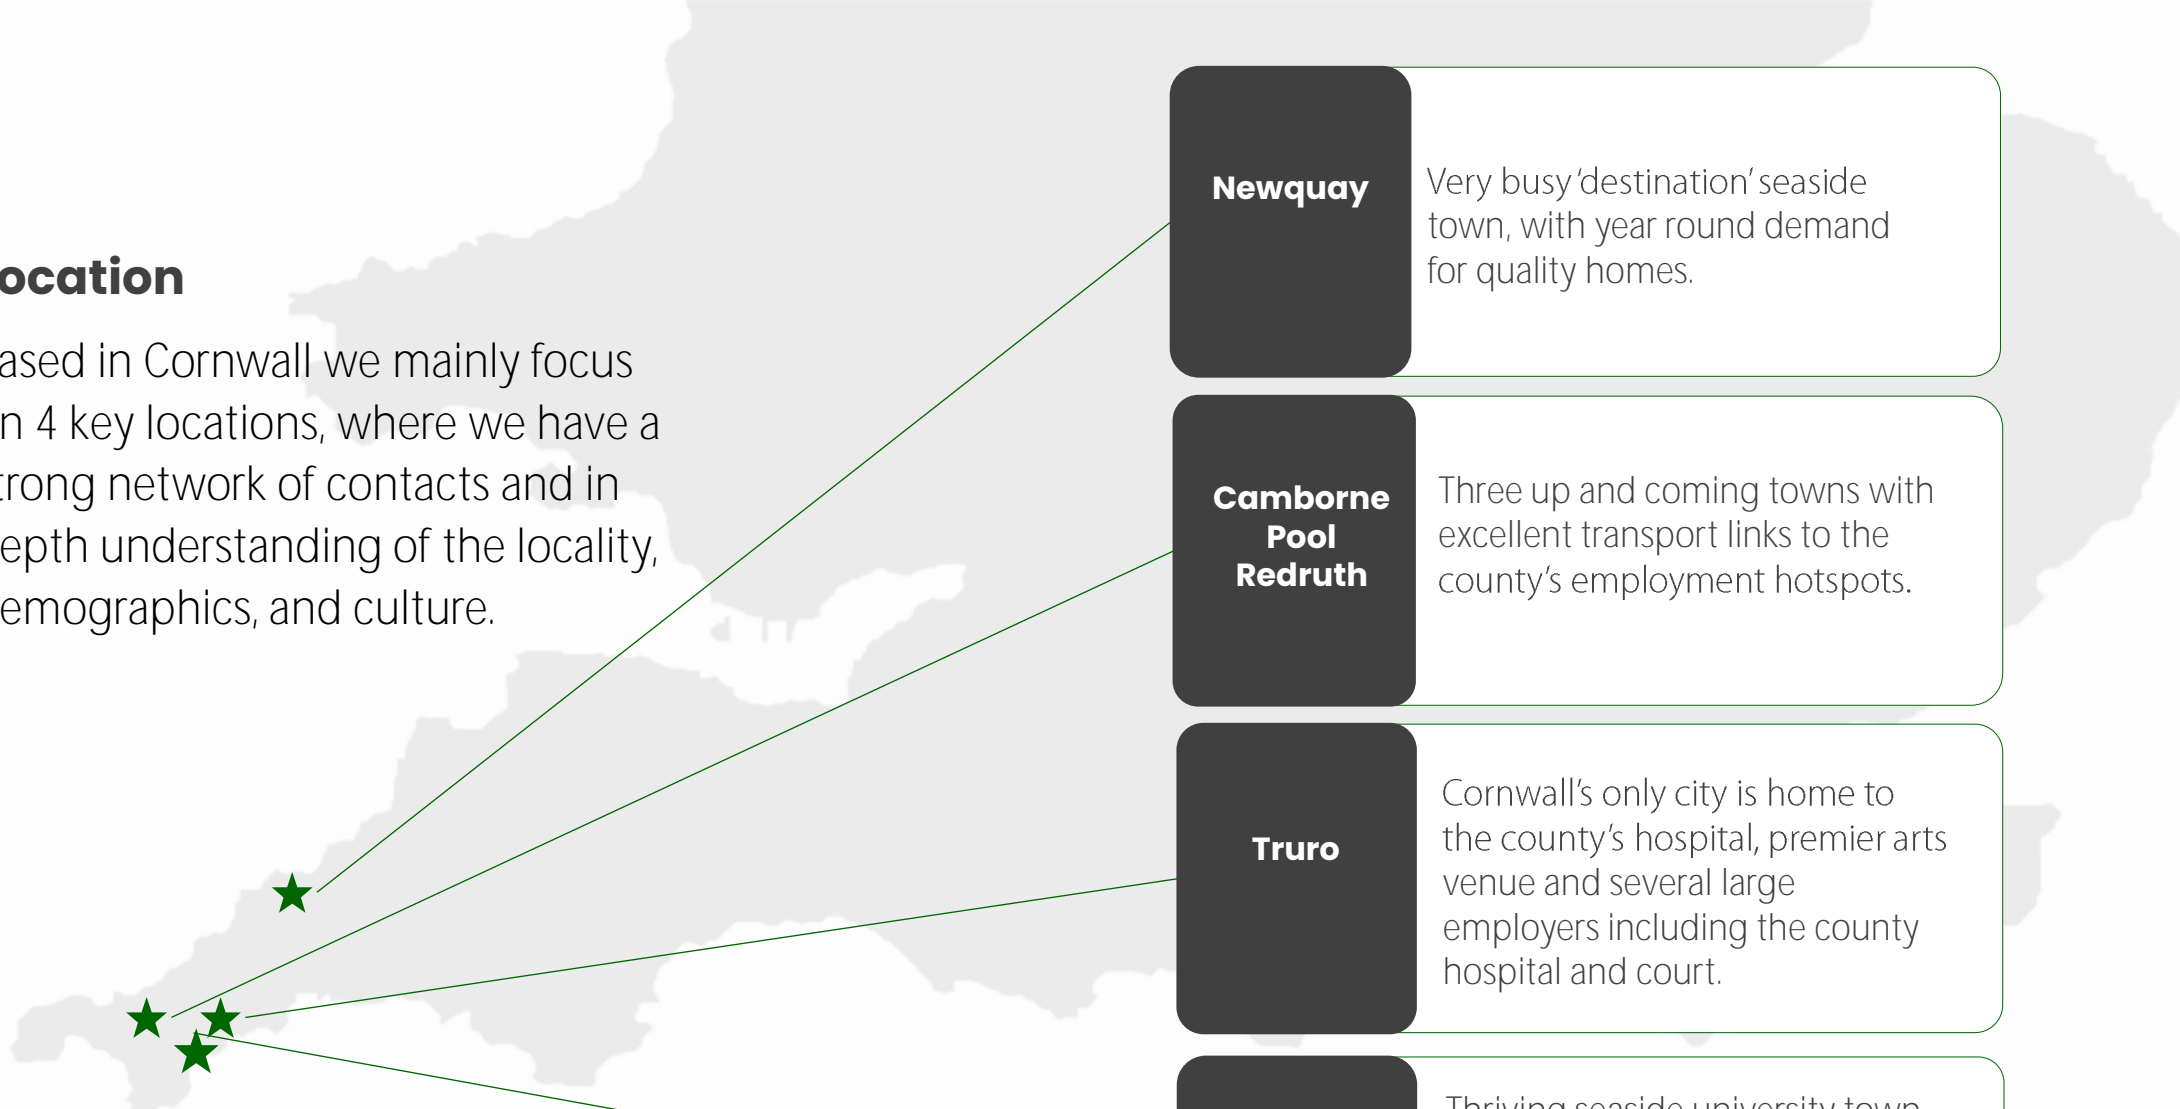 ocation
ased in Cornwall we mainly focus
n 4 key locations, where we have a
trong network of contacts and in
epth understanding of the locality,
emographics, and culture.
Newquay
Very busy ‘destination’ seaside
town, with year round demand
for quality homes.
Camborne
Pool
Redruth
Three up and coming towns with
excellent transport links to the
county’s employment hotspots.
Truro
Cornwall’s only city is home to
the county’s hospital, premier arts
venue and several large
employers including the county
hospital and court.
Thriving seaside university town